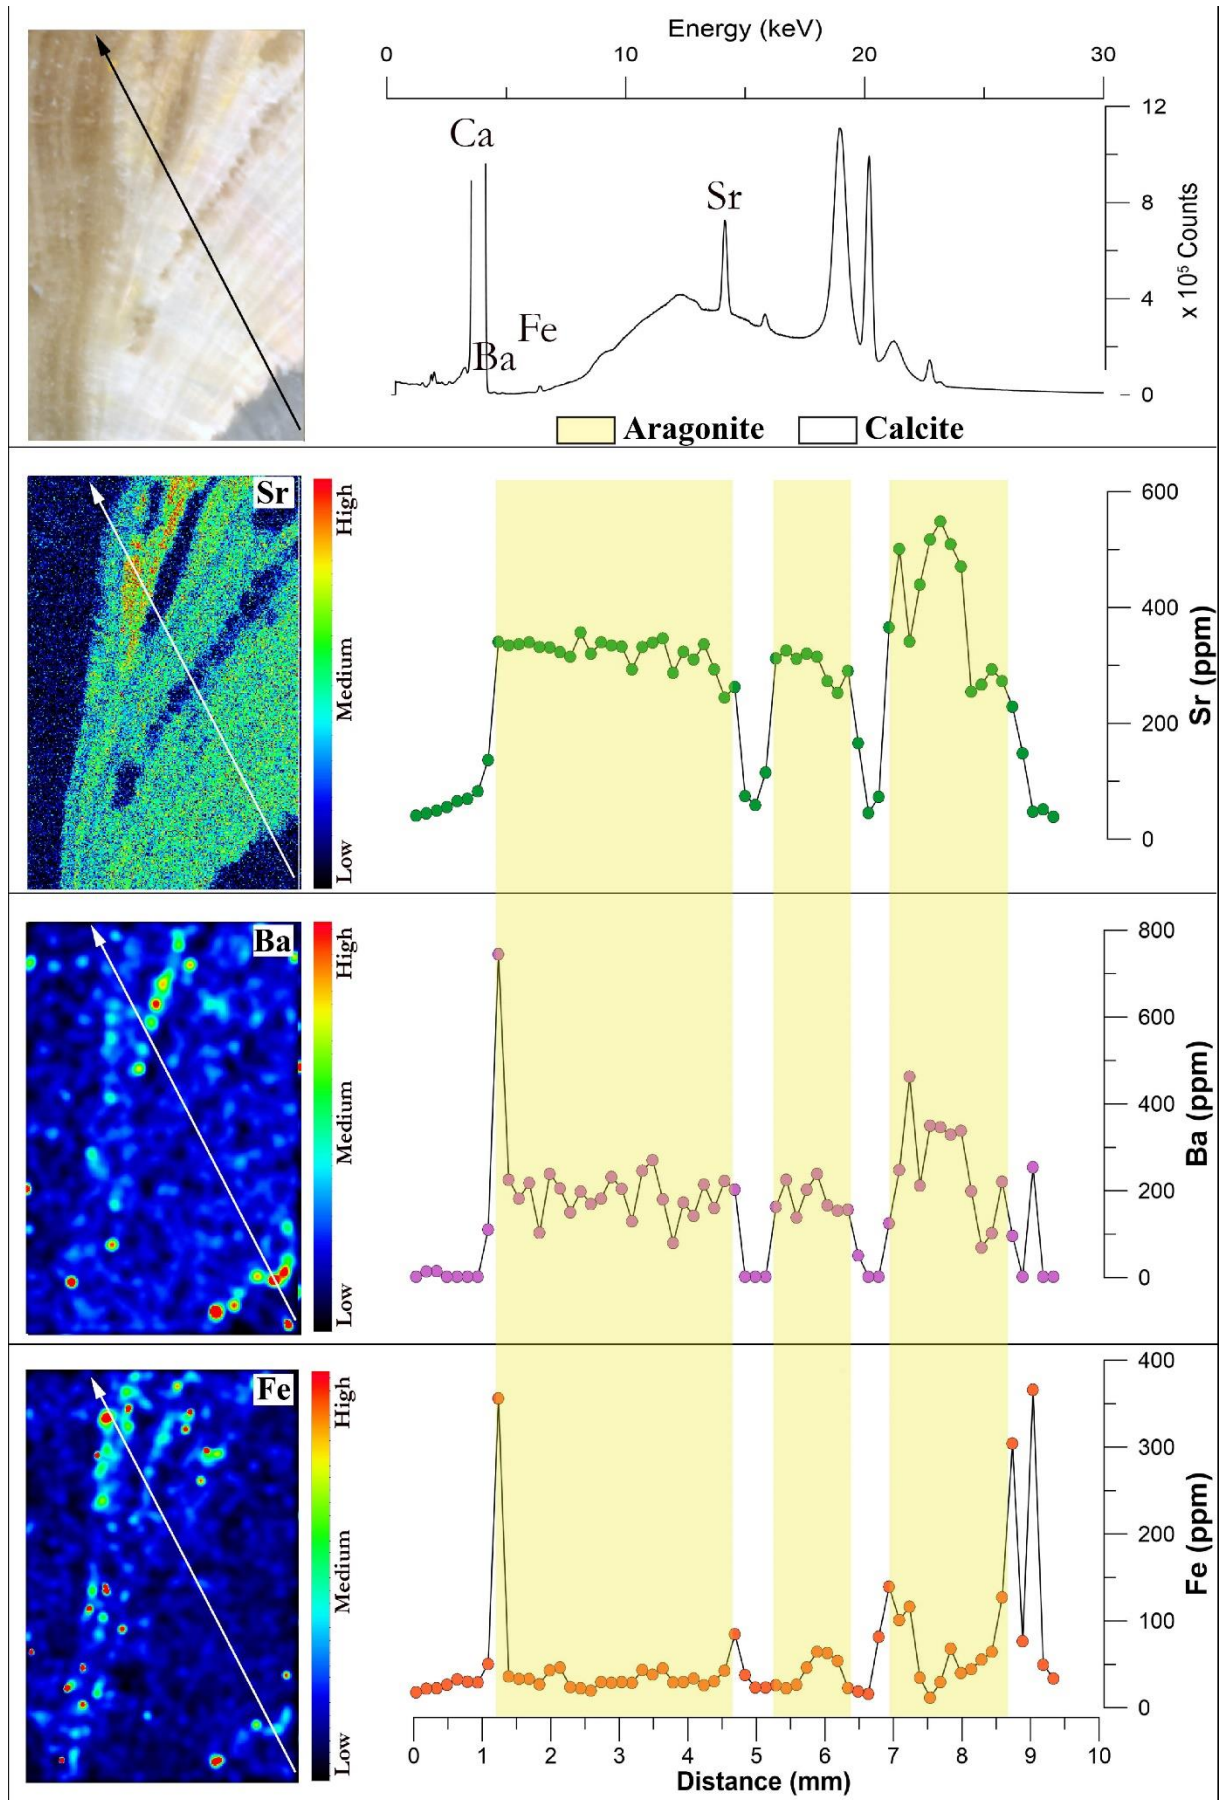 Energy (keV)
0 10 20 30
Ca
Sr
Fe
Ba
12
8
4
0
x 10⁵ Counts
Aragonite Calcite
Sr
High
Medium
Low
600
400
200
0
Sr (ppm)
Ba
High
Medium
Low
800
600
400
200
0
Ba (ppm)
Fe
High
Medium
Low
400
300
200
100
0
Fe (ppm)
0 1 2 3 4 5 6 7 8 9 10
Distance (mm)